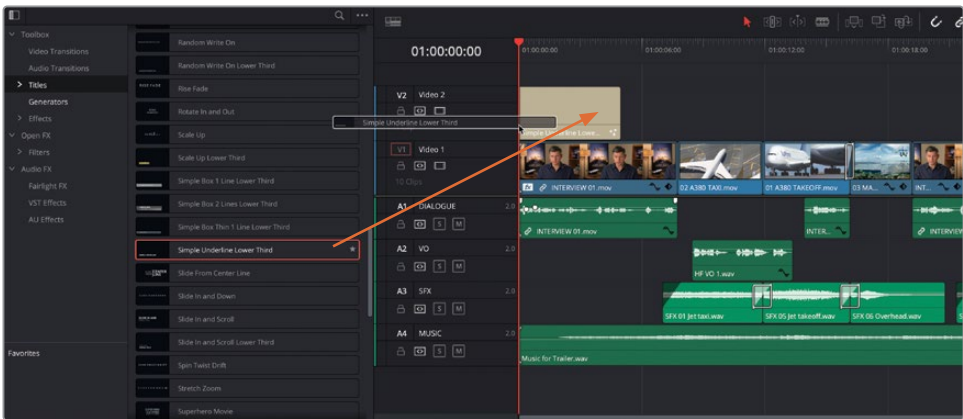 Toolbox
Video Transitions
Audio Transitions
Titles
Generators
Effects
Open FX
Filters
Audio FX
Fairlight FX
VST Effects
AU Effects
Favorites
Random Write On
Random Write On Lower Third
Rise Fade
Rotate In and Out
Scale Up
Scale Up Lower Third
Simple Box 1 Line Lower Third
Simple Box 2 Lines Lower Third
Simple Box Thin 1 Line Lower Third
Simple Underline Lower Third
Slide From Center Line
Slide In and Down
Slide In and Scroll
Slide In and Scroll Lower Third
Spin Twist Drift
Stretch Zoom
Superhero Movie
Simple Underline Lower Third
01:00:00:00
01:00:00:00
01:00:06:00
01:00:12:00
01:00:18:00
V2 Video 2
Simple Underline Lowe...
V1 Video 1
10 Clips
INTERVIEW 01.mov
02 A380 TAXI.mov
01 A380 TAKEOFF.mov
03 MA...
INT...
A1 DIALOGUE 2.0
S M
INTERVIEW 01.mov
INTER...
INTERVIEW
A2 VO 2.0
S M
HF VO 1.wav
A3 SFX 2.0
S M
SFX 01 Jet taxi.wav
SFX 05 Jet takeoff.wav
SFX 06 Overhead.wav
A4 MUSIC 2.0
S M
Music for Trailer.wav